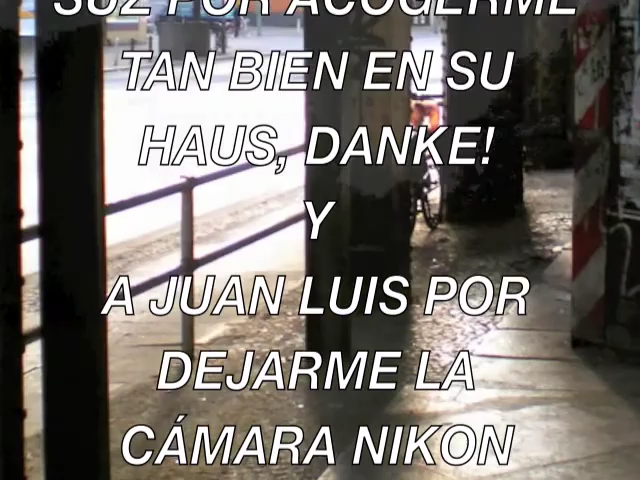 SUZ POR ACOGERME
TAN BIEN EN SU
HAUS, DANKE!
Y
A JUAN LUIS POR
DEJARME LA
CÁMARA NIKON